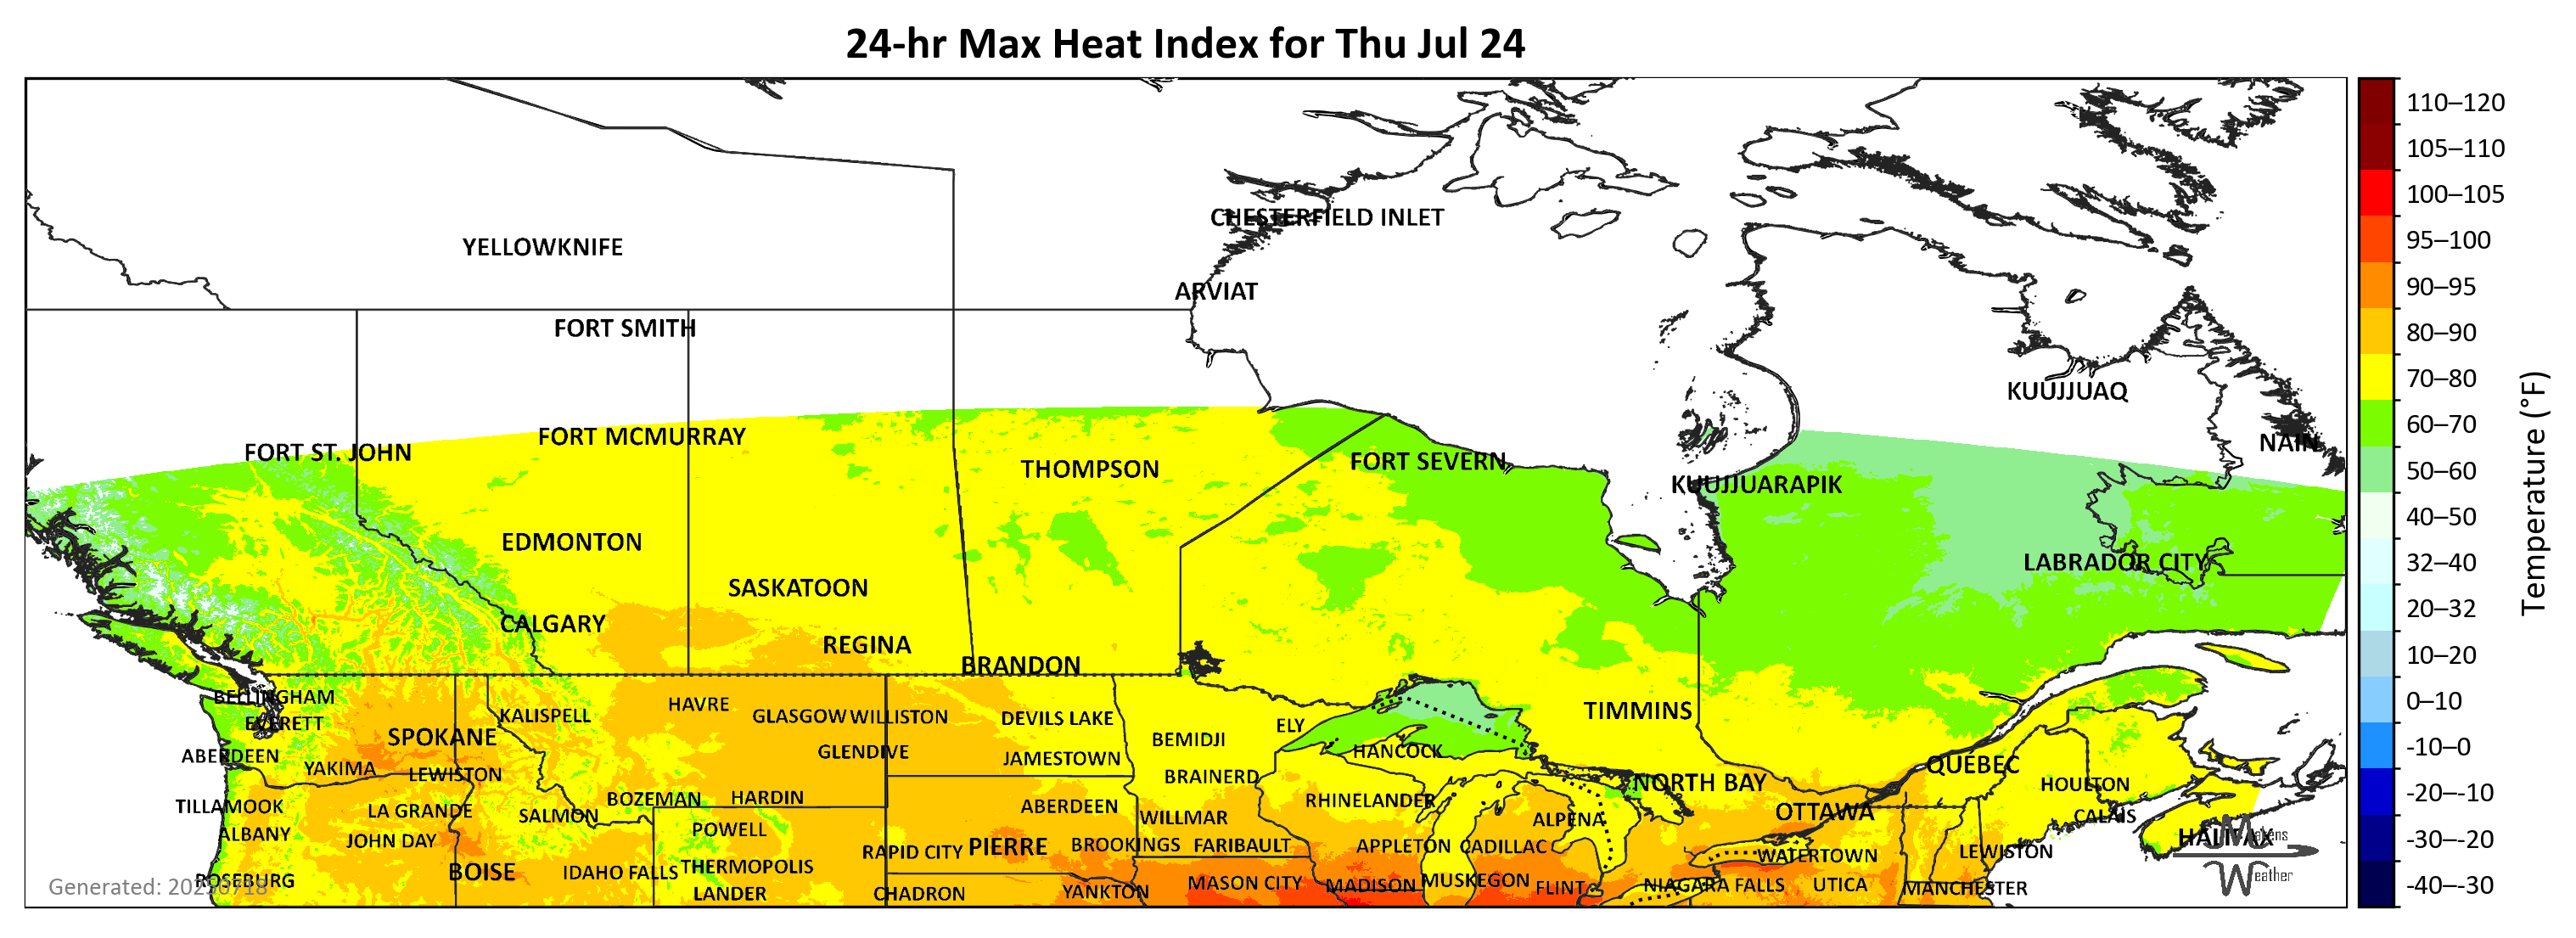 24-hr Max Heat Index for Thu Jul 24
110–120
105–110
CHESTERFIELD INLET
100–105
YELLOWKNIFE
95–100
ARVIAT
90–95
FORT SMITH
80–90
KUUJJUAQ
70–80
FORT MCMURRAY
60–70
FORT ST. JOHN
NAIN
THOMPSON
FORT SEVERN
50–60
KUUJJUARAPIK
Temperature (°F)
40–50
EDMONTON
LABRADOR CITY
32–40
SASKATOON
20–32
CALGARY
REGINA
BRANDON
10–20
BELLINGHAM
HAVRE
0–10
KALISPELL
GLASGOW WILLISTON
DEVILS LAKE
TIMMINS
EVERETT
ELY
SPOKANE
BEMIDJI
-10–0
ABERDEEN
GLENDIVE
JAMESTOWN
HANCOCK
YAKIMA
LEWISTON
BRAINERD
NORTH BAY
QUÉBEC
HOULTON
-20–-10
TILLAMOOK
LA GRANDE
SALMON
BOZEMAN
HARDIN
ABERDEEN
WILLMAR
RHINELANDER
OTTAWA
CALAIS
ALBANY
JOHN DAY
POWELL
ALPENA
HALIFAX
Makens
Weather
-30–-20
BOISE
IDAHO FALLS
THERMOPOLIS
RAPID CITY
PIERRE
BROOKINGS
FARIBAULT
APPLETON
CADILLAC
WATERTOWN
LEWISTON
ROSEBURG
Generated: 20250718
LANDER
CHADRON
YANKTON
MASON CITY
MADISON
MUSKEGON
FLINT
NIAGARA FALLS
UTICA
MANCHESTER
-40–-30